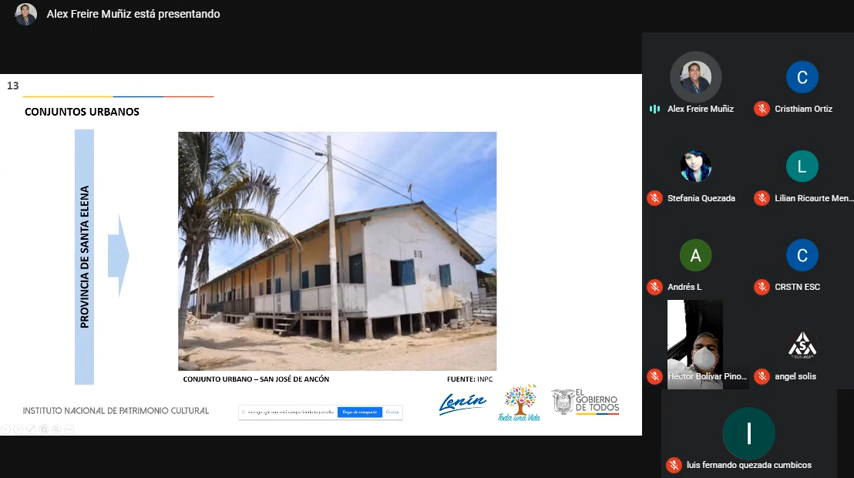 Alex Freire Muñiz está presentando
13
CONJUNTOS URBANOS
PROVINCIA DE SANTA ELENA
CONJUNTO URBANO – SAN JOSÉ DE ANCÓN
FUENTE: INPC
INSTITUTO NACIONAL DE PATRIMONIO CULTURAL
Dejar de compartir
Ocultar
Lenín
Toda una Vida
EL
GOBIERNO
DE TODOS
Alex Freire Muñiz
Cristhiam Ortiz
Stefania Quezada
Lilian Ricaurte Men...
Andrés L
CRSTN ESC
Héctor Bolívar Pino...
angel solis
luis fernando quezada cumbicos
C
L
A
C
I